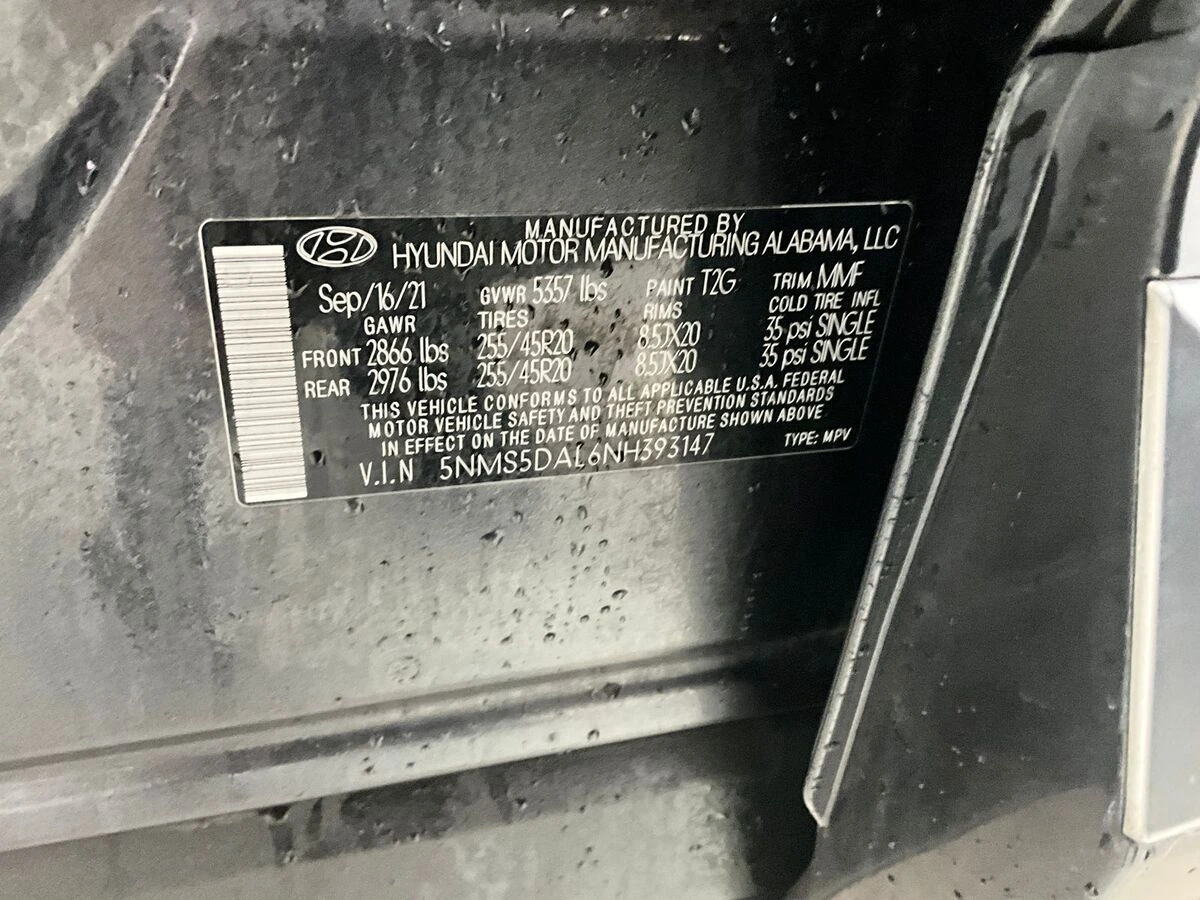 MANUFACTURED BY
HYUNDAI MOTOR MANUFACTURING ALABAMA, LLC
Sep/16/21 GVWR 5357 lbs PAINT T2G TRIM MMF
GAWR TIRES RIMS COLD TIRE INFL
FRONT 2866 lbs 255/45R20 8.5JX20 35 psi SINGLE
REAR 2976 lbs 255/45R20 8.5JX20 35 psi SINGLE
THIS VEHICLE CONFORMS TO ALL APPLICABLE U.S.A. FEDERAL
MOTOR VEHICLE SAFETY AND THEFT PREVENTION STANDARDS
IN EFFECT ON THE DATE OF MANUFACTURE SHOWN ABOVE
V.I.N 5NMS5DAL6NH393147 TYPE: MPV